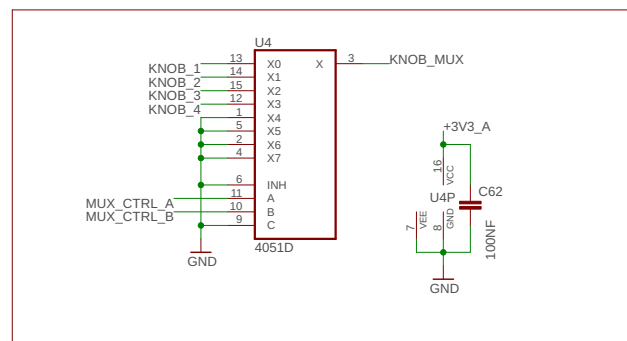 U4
13 X0 X 3 KNOB_MUX
KNOB_1 14 X1
KNOB_2 15 X2
KNOB_3 12 X3
KNOB_4 1 X4
5 X5
2 X6
4 X7
6 INH
MUX_CTRL_A 11 A
MUX_CTRL_B 10 B
9 C
GND 4051D
+3V3_A
16 VCC
U4P C62
7 VEE 8 GND 100NF
GND